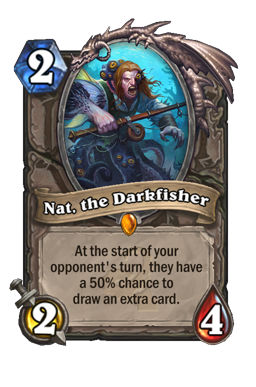 2
Nat, the Darkfisher
At the start of your
opponent's turn, they have
a 50% chance to
draw an extra card.
2
4